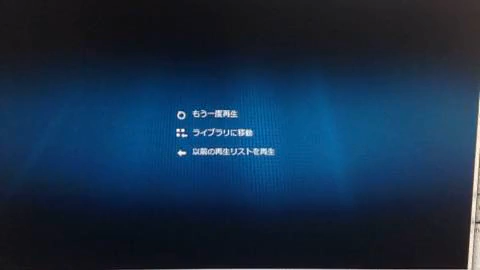 もう一度再生
ライブラリに移動
以前の再生リストを再生